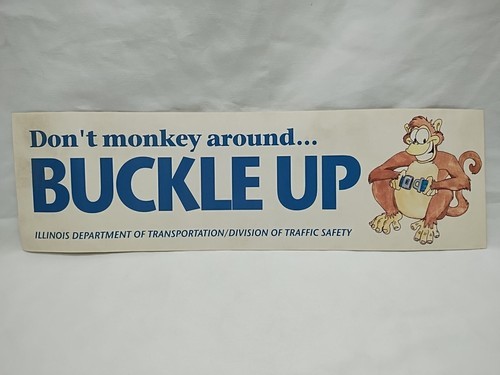 Don't monkey around...
BUCKLE UP
ILLINOIS DEPARTMENT OF TRANSPORTATION/DIVISION OF TRAFFIC SAFETY